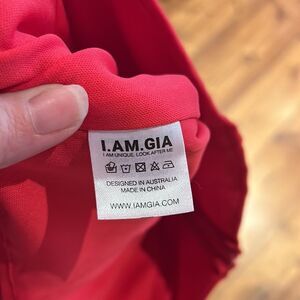 I.AM.GIA
I AM UNIQUE. LOOK AFTER ME
DESIGNED IN AUSTRALIA
MADE IN CHINA
WWW.IAMGIA.COM